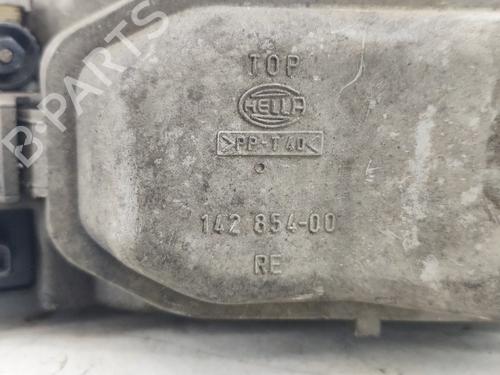 TOP
HELLA
>PP-T40<
142 854-00
RE
B-PARTS